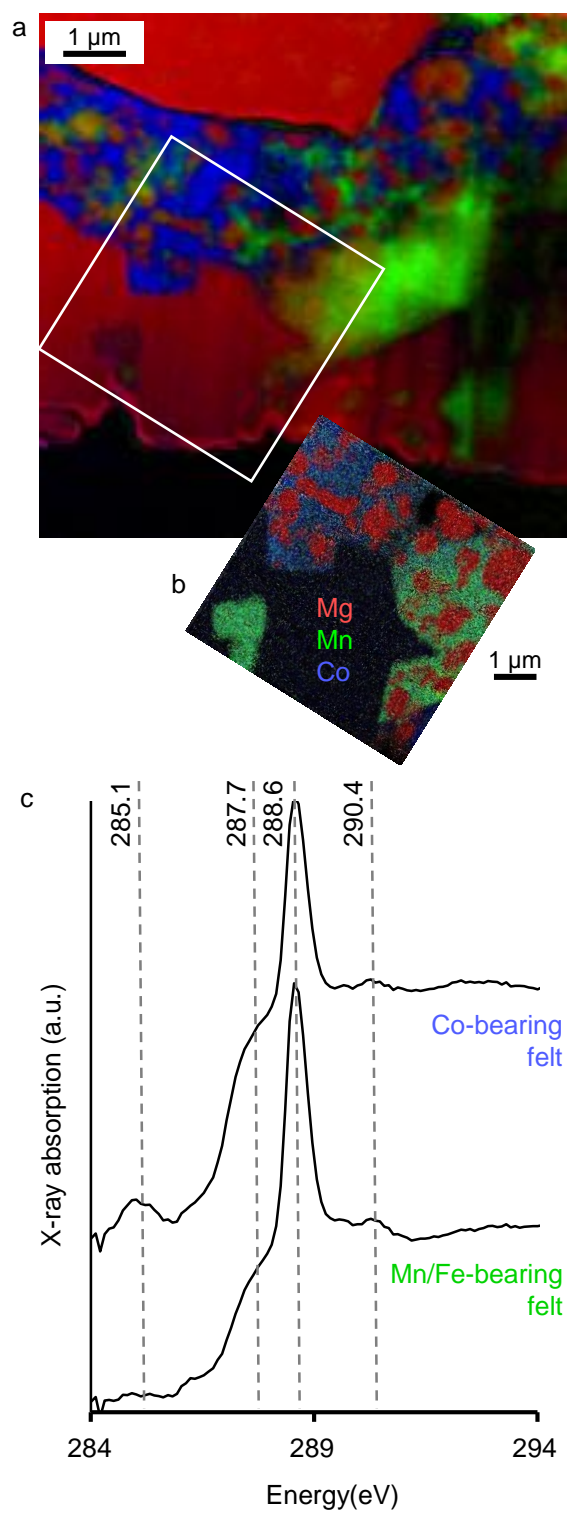 a
1 µm
b
Mg
Mn
Co
1 µm
c
285.1
287.7
288.6
290.4
X-ray absorption (a.u.)
Co-bearing
felt
Mn/Fe-bearing
felt
284
289
294
Energy(eV)